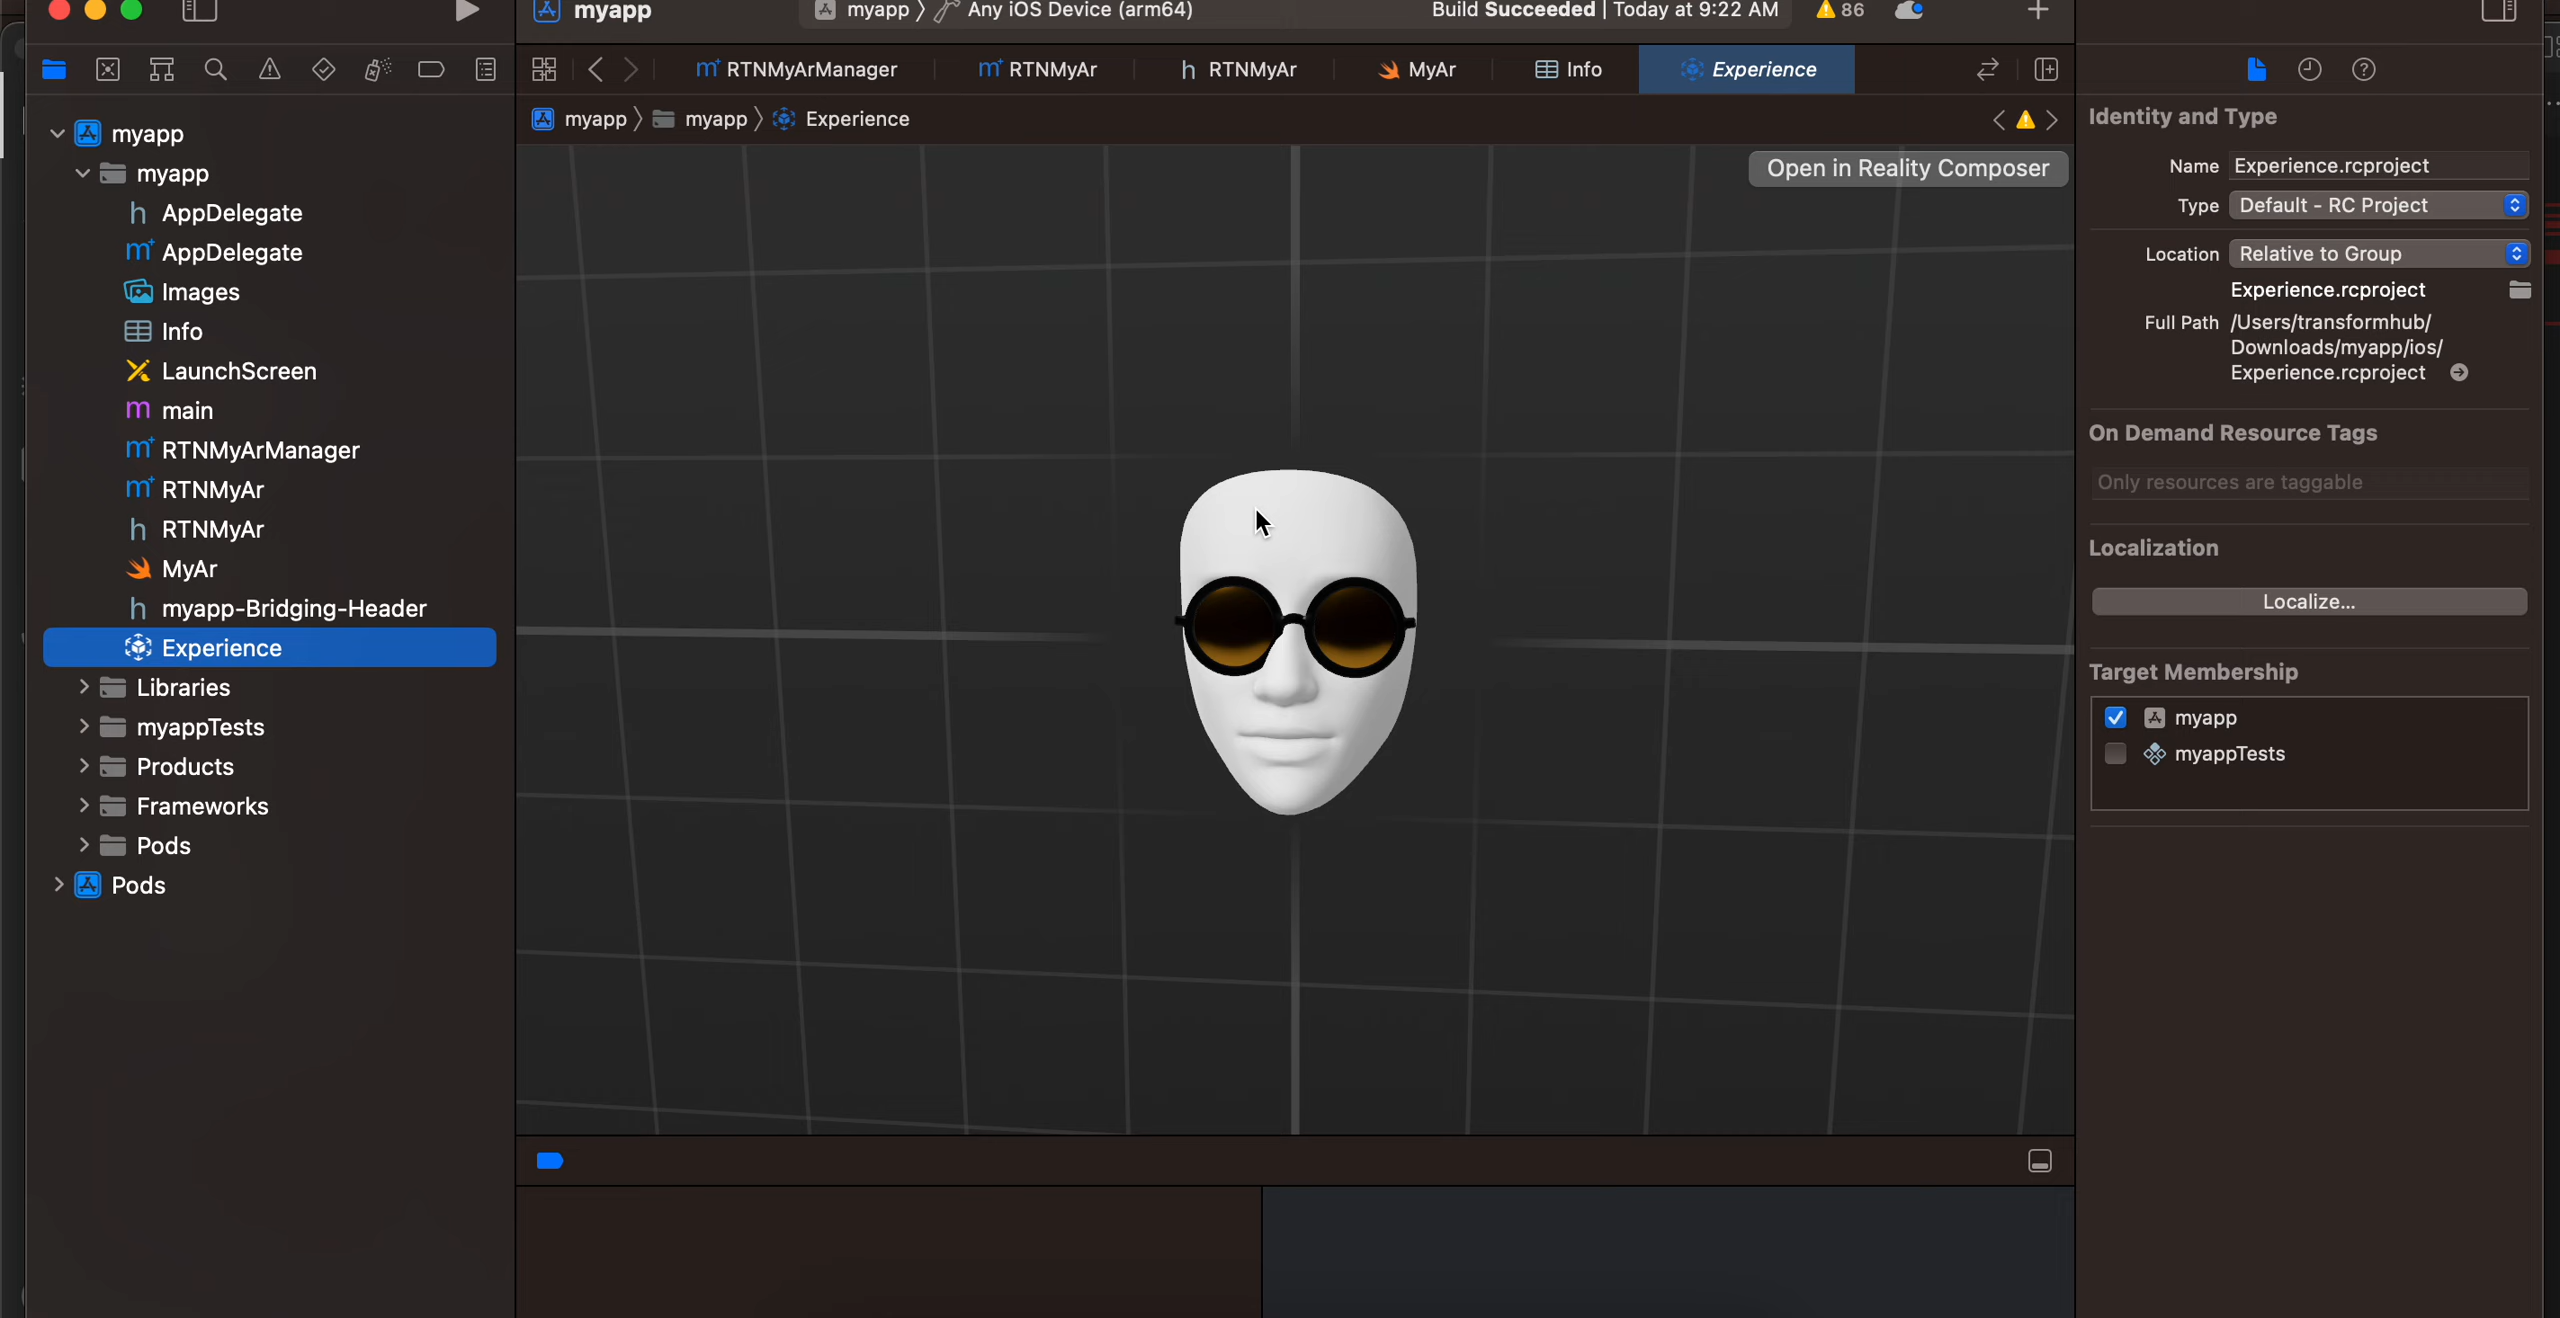 myapp
myapp 〉 Any iOS Device (arm64)
Build Succeeded | Today at 9:22 AM
86
RTNMyArManager
RTNMyAr
h RTNMyAr
MyAr
Info
Experience
myapp 〉 myapp 〉 Experience
Open in Reality Composer
myapp
myapp
h AppDelegate
m+ AppDelegate
Images
Info
LaunchScreen
m main
m+ RTNMyArManager
m+ RTNMyAr
h RTNMyAr
MyAr
h myapp-Bridging-Header
Experience
Libraries
myappTests
Products
Frameworks
Pods
Pods
Identity and Type
Name Experience.rcproject
Type Default - RC Project
Location Relative to Group
Experience.rcproject
Full Path /Users/transformhub/
Downloads/myapp/ios/
Experience.rcproject
On Demand Resource Tags
Only resources are taggable
Localization
Localize...
Target Membership
myapp
myappTests